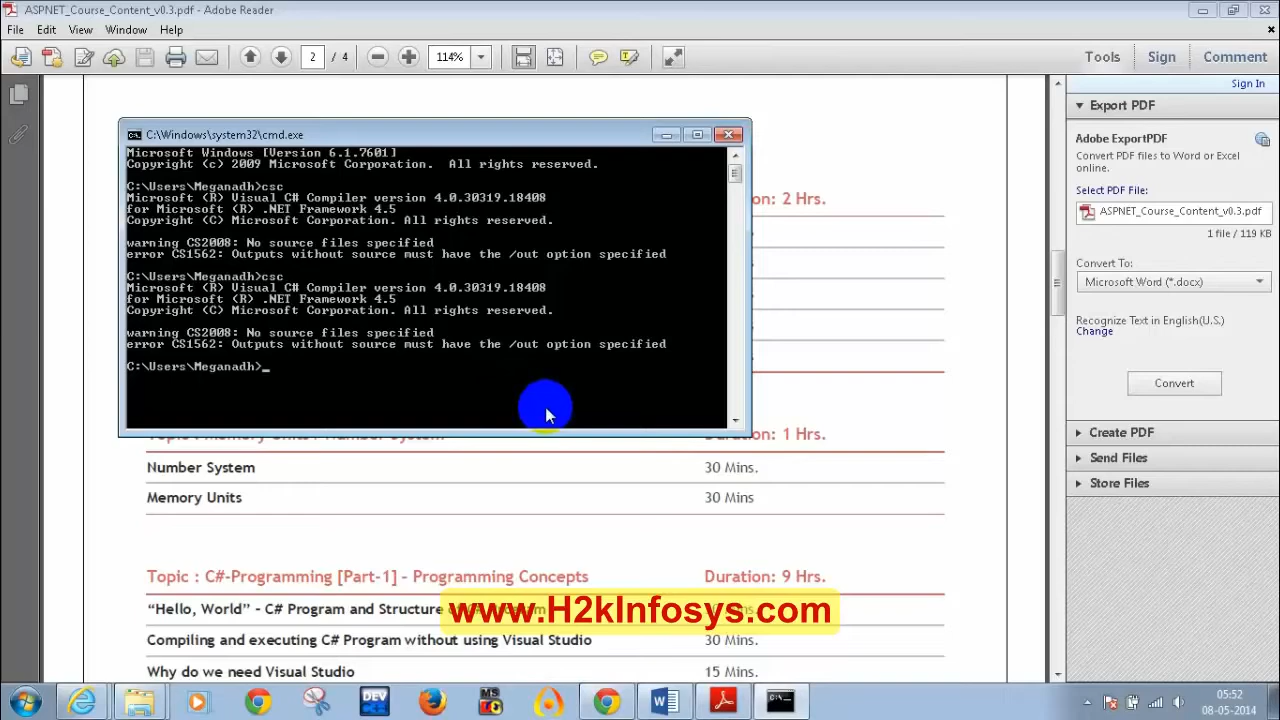 ASPNET_Course_Content_v0.3.pdf - Adobe Reader
File Edit View Window Help
2 / 4 114% Tools Sign Comment
Sign In
Export PDF
Adobe ExportPDF
Convert PDF files to Word or Excel online.
Select PDF File:
ASPNET_Course_Content_v0.3.pdf
1 file / 119 KB
Convert To:
Microsoft Word (*.docx)
Recognize Text in English(U.S.)
Change
Convert
Create PDF
Send Files
Store Files
C:\Windows\system32\cmd.exe
Microsoft Windows [Version 6.1.7601]
Copyright (c) 2009 Microsoft Corporation. All rights reserved.
C:\Users\Meganadh>csc
Microsoft (R) Visual C# Compiler version 4.0.30319.18408
for Microsoft (R) .NET Framework 4.5
Copyright (C) Microsoft Corporation. All rights reserved.
warning CS2008: No source files specified
error CS1562: Outputs without source must have the /out option specified
C:\Users\Meganadh>csc
Microsoft (R) Visual C# Compiler version 4.0.30319.18408
for Microsoft (R) .NET Framework 4.5
Copyright (C) Microsoft Corporation. All rights reserved.
warning CS2008: No source files specified
error CS1562: Outputs without source must have the /out option specified
C:\Users\Meganadh>_
on: 2 Hrs.
Topic : Memory Units / Number System Duration: 1 Hrs.
Number System 30 Mins.
Memory Units 30 Mins
Topic : C#-Programming [Part-1] – Programming Concepts Duration: 9 Hrs.
“Hello, World” – C# Program and Structure
www.H2kInfosys.com
Compiling and executing C# Program without using Visual Studio 30 Mins.
Why do we need Visual Studio 15 Mins.
DEV
MS
05:52
08-05-2014